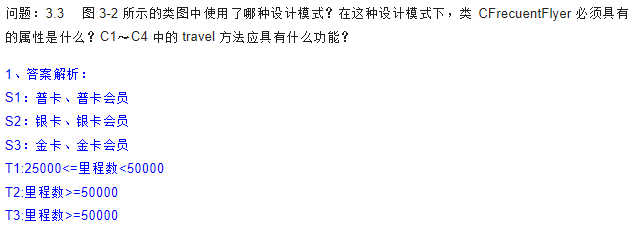 问题：3.3 图 3-2 所示的类图中使用了哪种设计模式？在这种设计模式下，类 CFrecuentFlyer 必须具有
的属性是什么？C1～C4 中的 travel 方法应具有什么功能？
1、答案解析：
S1：普卡、普卡会员
S2：银卡、银卡会员
S3：金卡、金卡会员
T1:25000<=里程数<50000
T2:里程数>=50000
T3:里程数>=50000